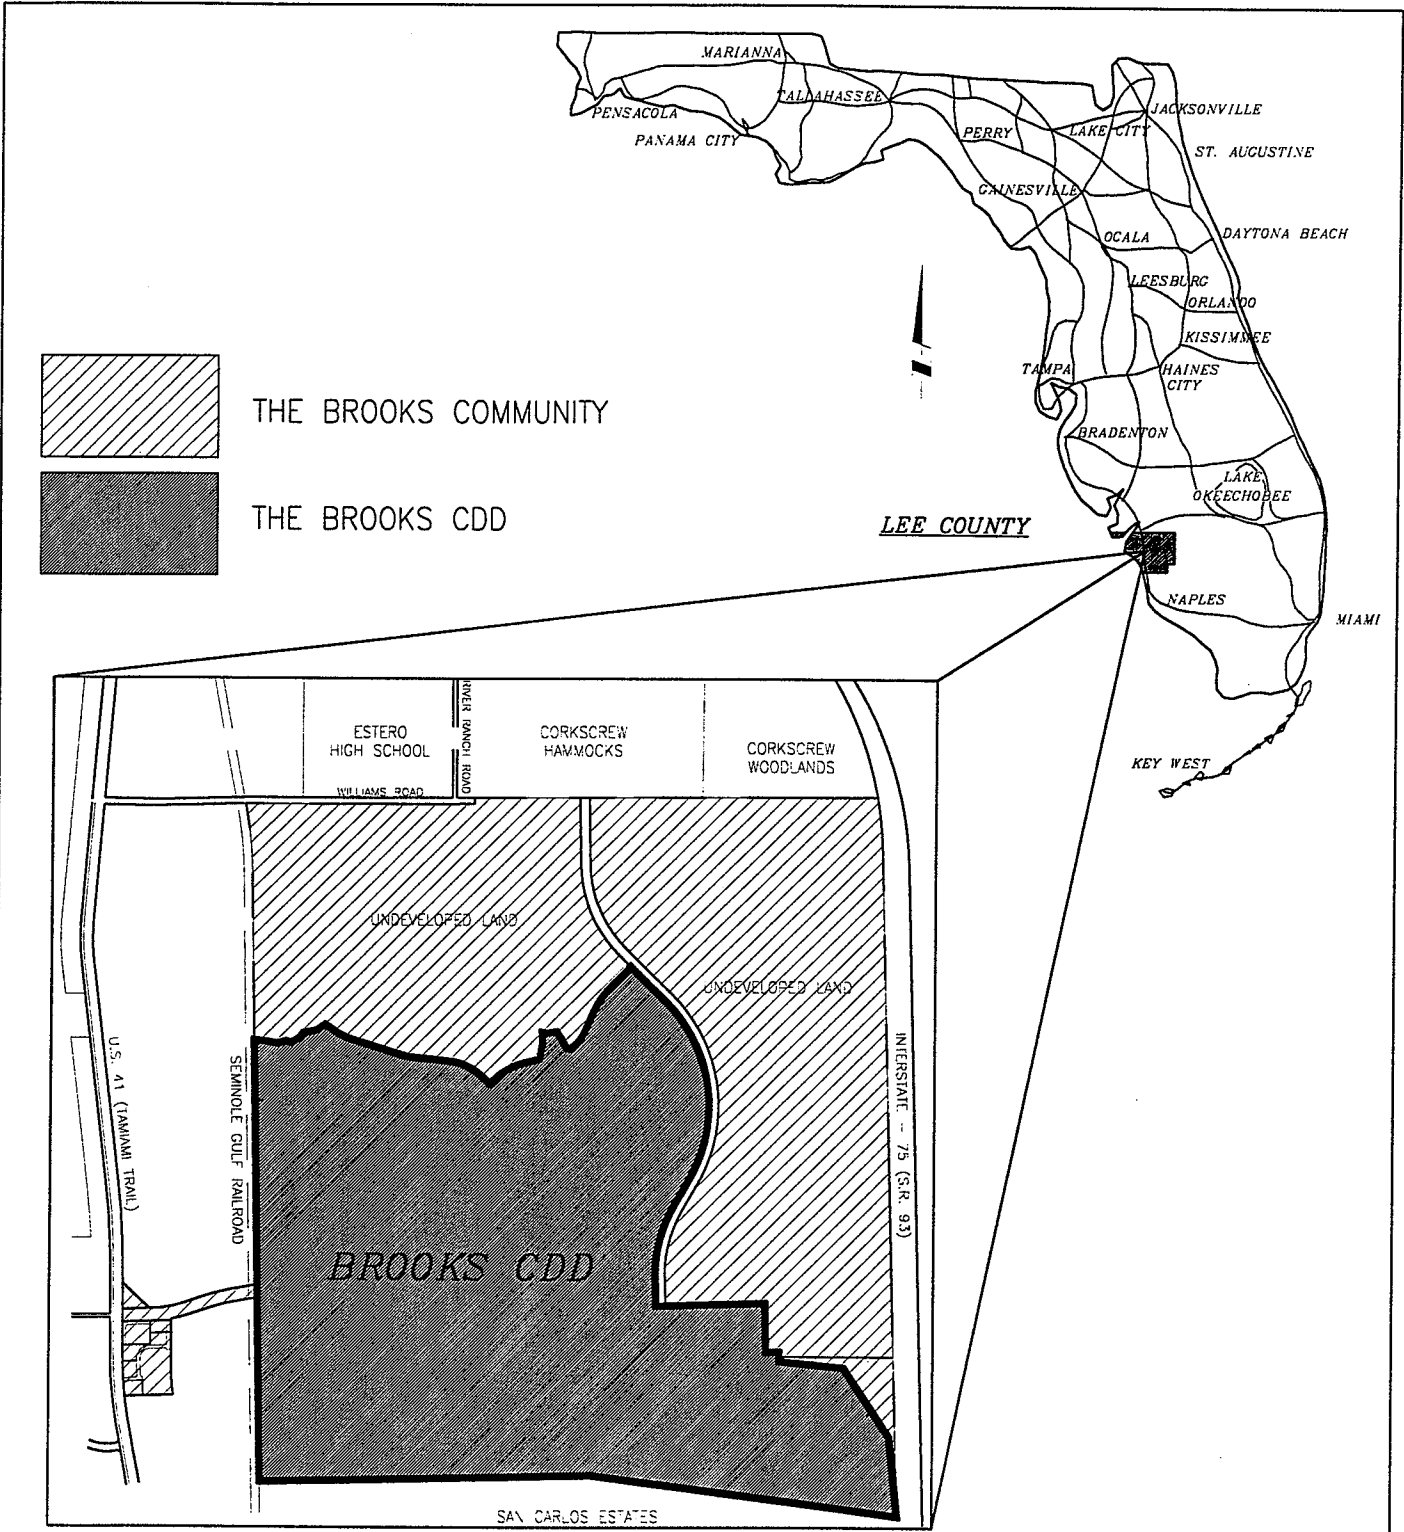 MARIANNA
TALLAHASSEE
PENSACOLA
PANAMA CITY
PERRY
LAKE CITY
JACKSONVILLE
ST. AUGUSTINE
GAINESVILLE
OCALA
DAYTONA BEACH
LEESBURG
ORLANDO
KISSIMMEE
TAMPA
HAINES
CITY
BRADENTON
LAKE
OKEECHOBEE
LEE COUNTY
NAPLES
MIAMI
KEY WEST
THE BROOKS COMMUNITY
THE BROOKS CDD
ESTERO
HIGH SCHOOL
RIVER RANCH ROAD
CORKSCREW
HAMMOCKS
CORKSCREW
WOODLANDS
WILLIAMS ROAD
UNDEVELOPED LAND
UNDEVELOPED LAND
U.S. 41 (TAMIAMI TRAIL)
SEMINOLE GULF RAILROAD
INTERSTATE - 75 (S.R. 93)
BROOKS CDD
SAN CARLOS ESTATES